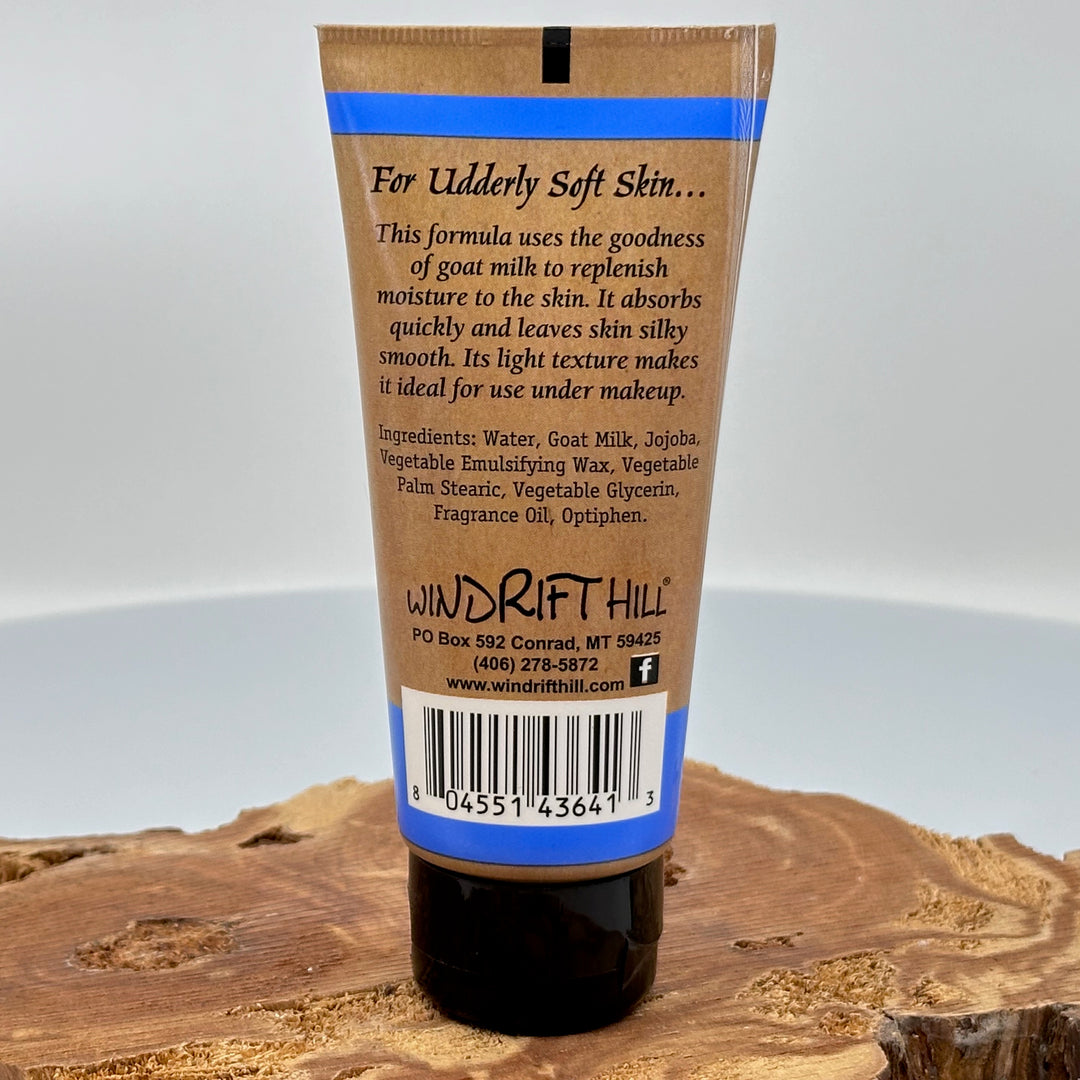 For Udderly Soft Skin...
This formula uses the goodness
of goat milk to replenish
moisture to the skin. It absorbs
quickly and leaves skin silky
smooth. Its light texture makes
it ideal for use under makeup.
Ingredients: Water, Goat Milk, Jojoba,
Vegetable Emulsifying Wax, Vegetable
Palm Stearic, Vegetable Glycerin,
Fragrance Oil, Optiphen.
WINDRIFT HILL®
PO Box 592 Conrad, MT 59425
(406) 278-5872
www.windrifthill.com f
8 04551 43641 3